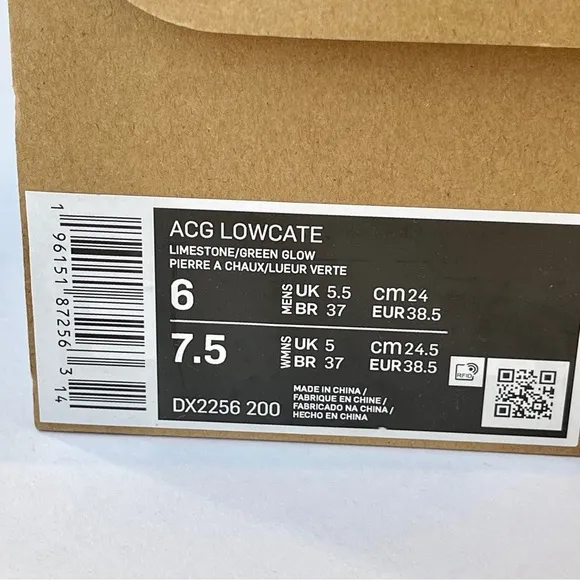 ACG LOWCATE
LIMESTONE/GREEN GLOW
PIERRE A CHAUX/LUEUR VERTE
6 MENS UK 5.5 cm 24
BR 37 EUR 38.5
7.5 WMNS UK 5 cm 24.5
BR 37 EUR 38.5
RFID
DX2256 200
MADE IN CHINA/
FABRIQUE EN CHINE/
FABRICADO NA CHINA/
HECHO EN CHINA
1 96151 87256 3 14